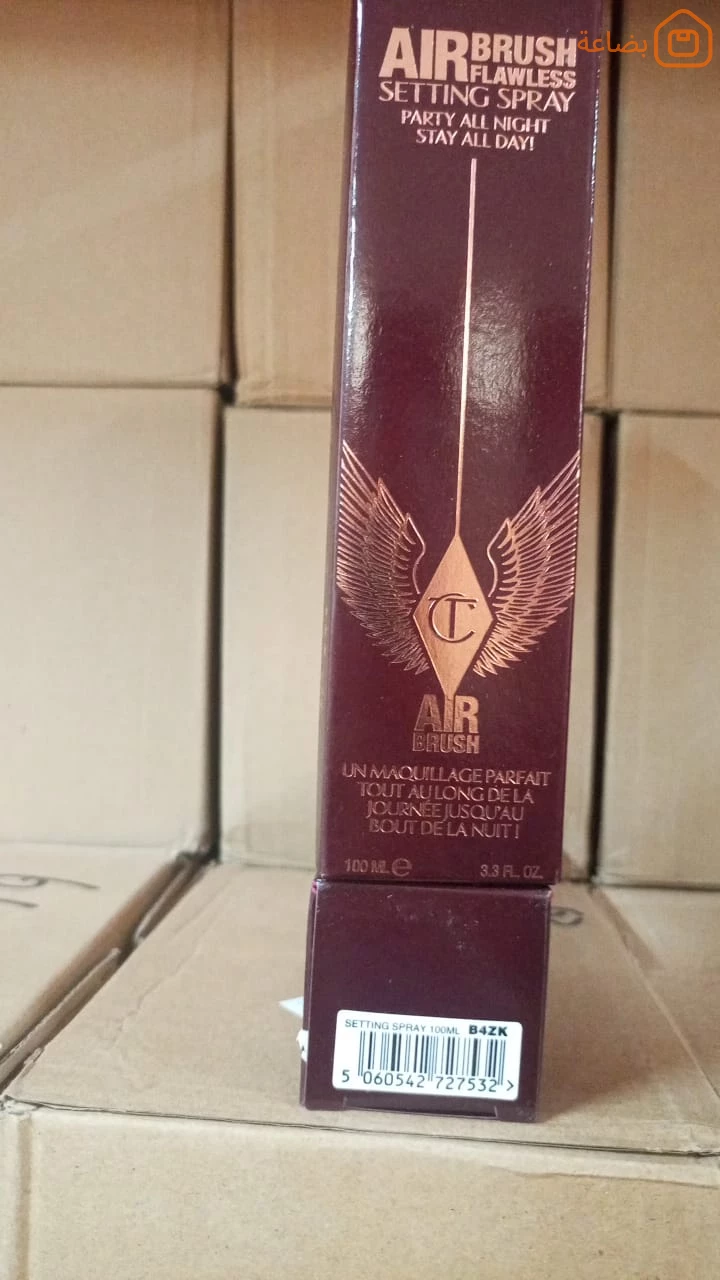 بضاعة
AIRBRUSH
FLAWLESS
SETTING SPRAY
PARTY ALL NIGHT
STAY ALL DAY!
CT
AIR
BRUSH
UN MAQUILLAGE PARFAIT
TOUT AU LONG DE LA
JOURNÉE JUSQU'AU
BOUT DE LA NUIT !
100 ML e 3.3 FL. OZ.
SETTING SPRAY 100ML B4ZK
5 060542 727532 >